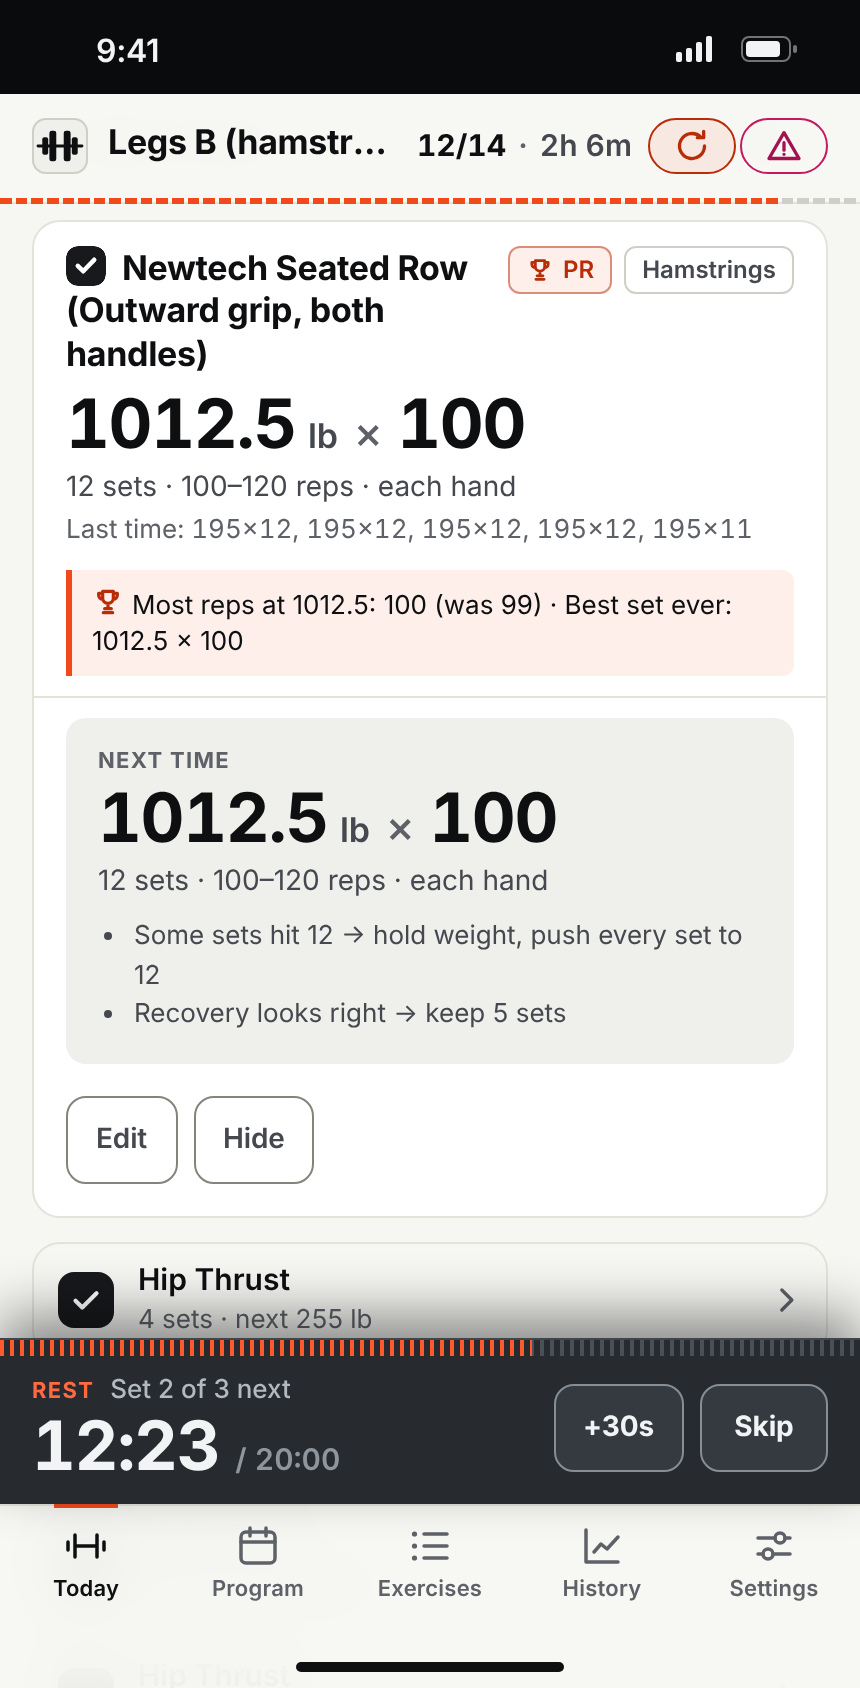 9:41
Legs B (hamstr... 12/14 · 2h 6m
Newtech Seated Row
(Outward grip, both
handles)
PR
Hamstrings
1012.5 lb × 100
12 sets · 100–120 reps · each hand
Last time: 195×12, 195×12, 195×12, 195×12, 195×11
Most reps at 1012.5: 100 (was 99) · Best set ever:
1012.5 × 100
NEXT TIME
1012.5 lb × 100
12 sets · 100–120 reps · each hand
• Some sets hit 12 → hold weight, push every set to
12
• Recovery looks right → keep 5 sets
Edit Hide
Hip Thrust
4 sets · next 255 lb
REST Set 2 of 3 next
12:23 / 20:00
+30s Skip
Today Program Exercises History Settings
Hip Thrust